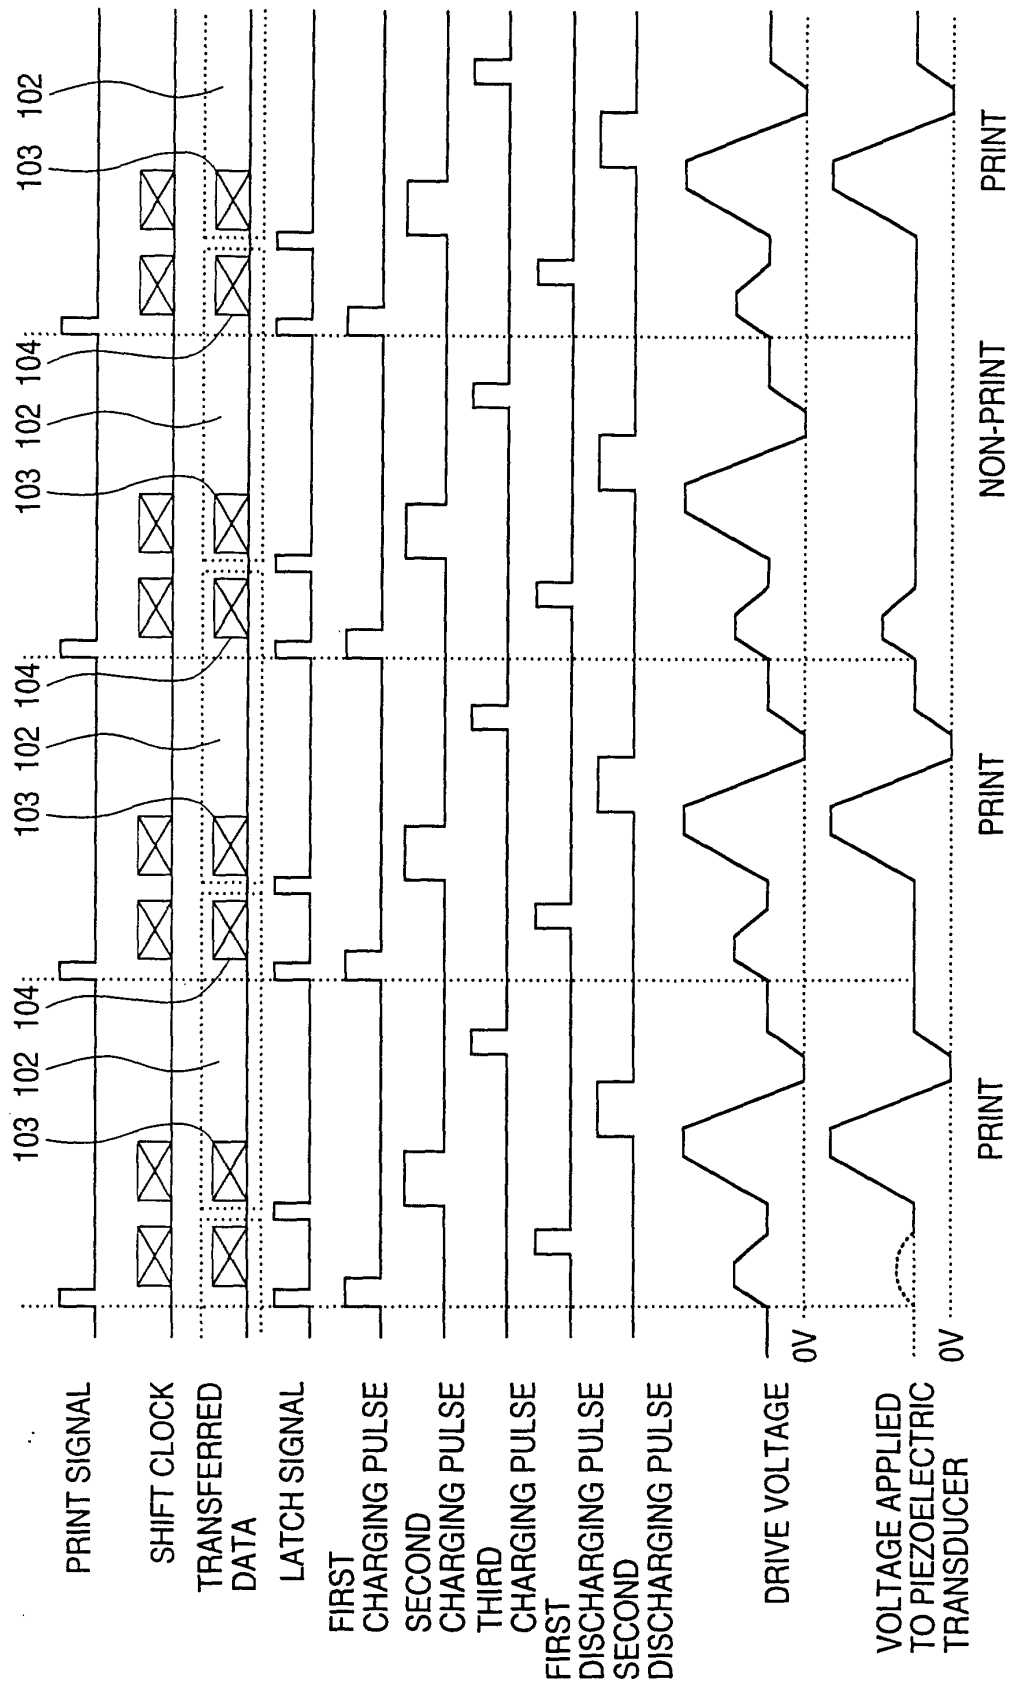 103
102
104
103
102
104
103
102
104
103
102
PRINT SIGNAL
SHIFT CLOCK
TRANSFERRED
DATA
LATCH SIGNAL
FIRST
CHARGING PULSE
SECOND
CHARGING PULSE
THIRD
CHARGING PULSE
FIRST
DISCHARGING PULSE
SECOND
DISCHARGING PULSE
DRIVE VOLTAGE
0V
VOLTAGE APPLIED
TO PIEZOELECTRIC
TRANSDUCER
0V
PRINT
PRINT
NON-PRINT
PRINT